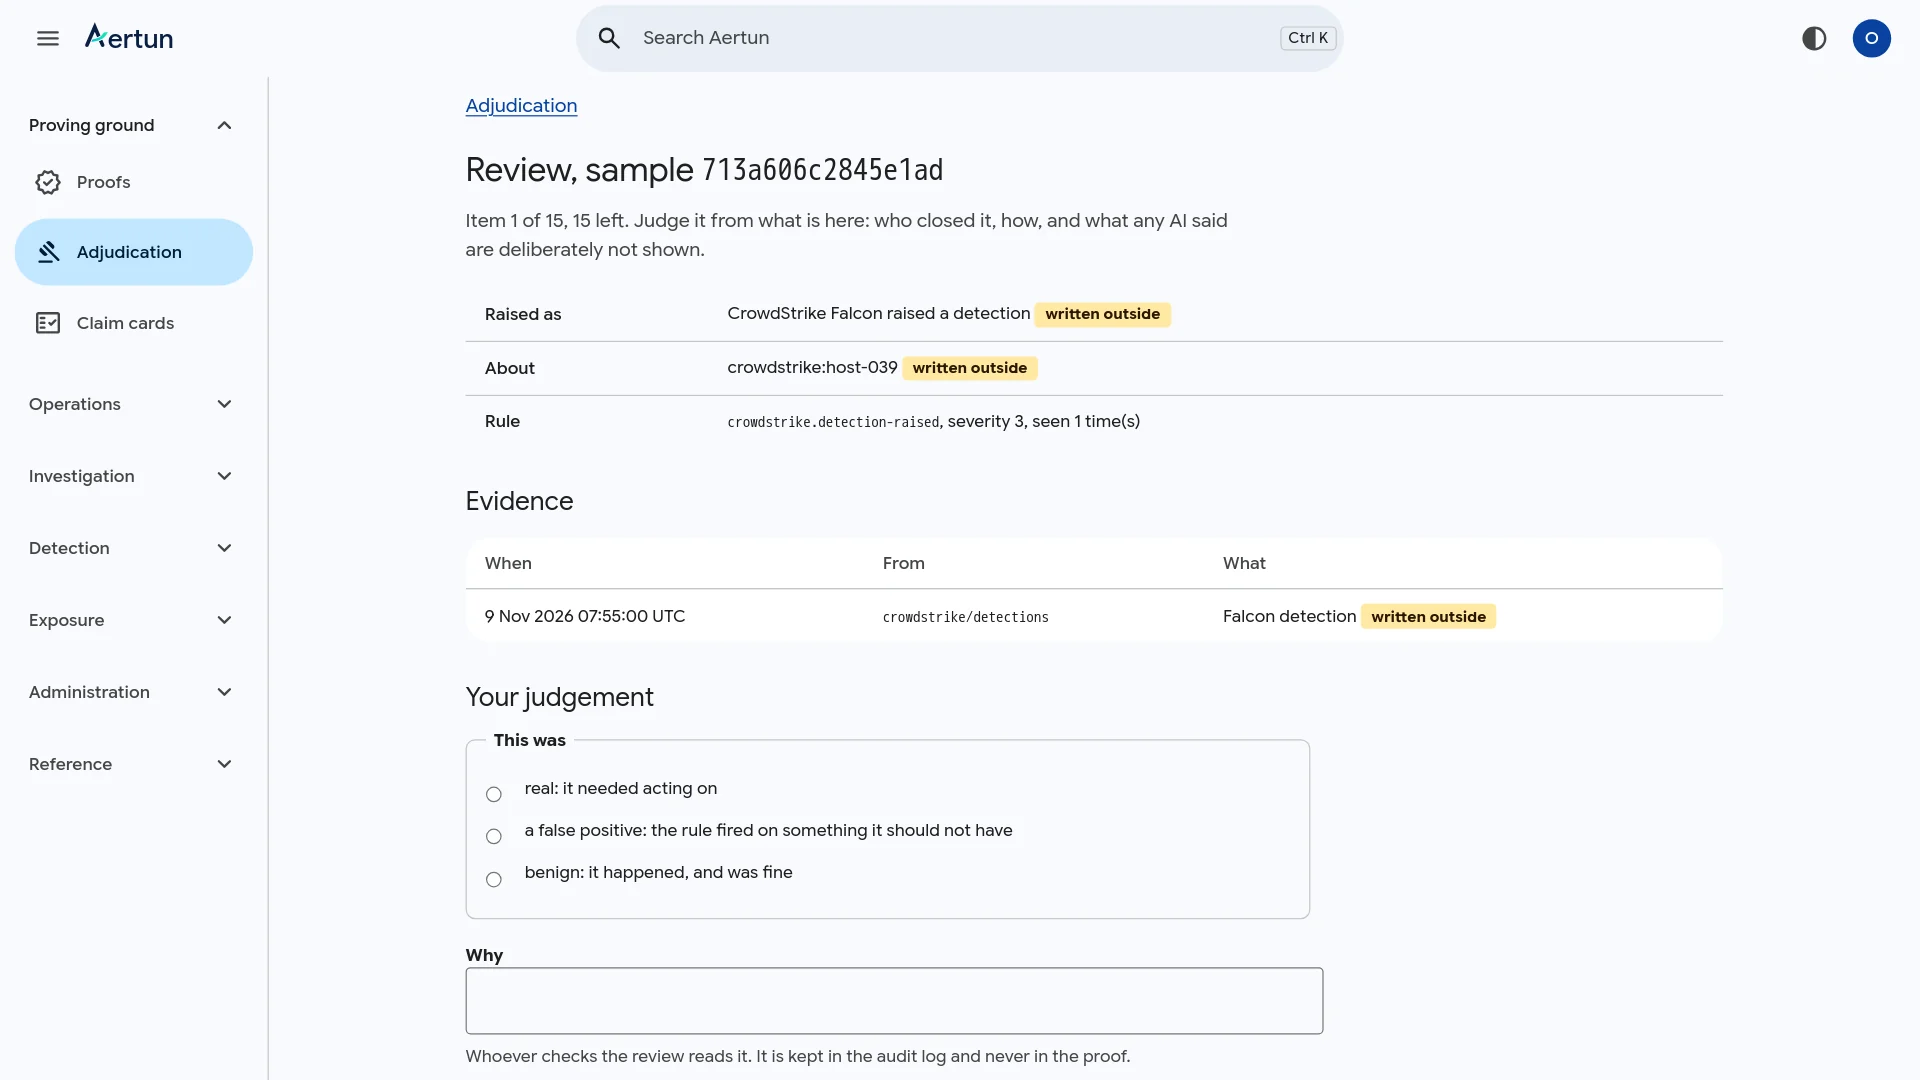 Aertun
Search Aertun
Ctrl K
O
Proving ground
Proofs
Adjudication
Claim cards
Operations
Investigation
Detection
Exposure
Administration
Reference
Adjudication
Review, sample 713a606c2845e1ad
Item 1 of 15, 15 left. Judge it from what is here: who closed it, how, and what any AI said
are deliberately not shown.
Raised as CrowdStrike Falcon raised a detection written outside
About crowdstrike:host-039 written outside
Rule crowdstrike.detection-raised, severity 3, seen 1 time(s)
Evidence
When From What
9 Nov 2026 07:55:00 UTC crowdstrike/detections Falcon detection written outside
Your judgement
This was
real: it needed acting on
a false positive: the rule fired on something it should not have
benign: it happened, and was fine
Why
Whoever checks the review reads it. It is kept in the audit log and never in the proof.